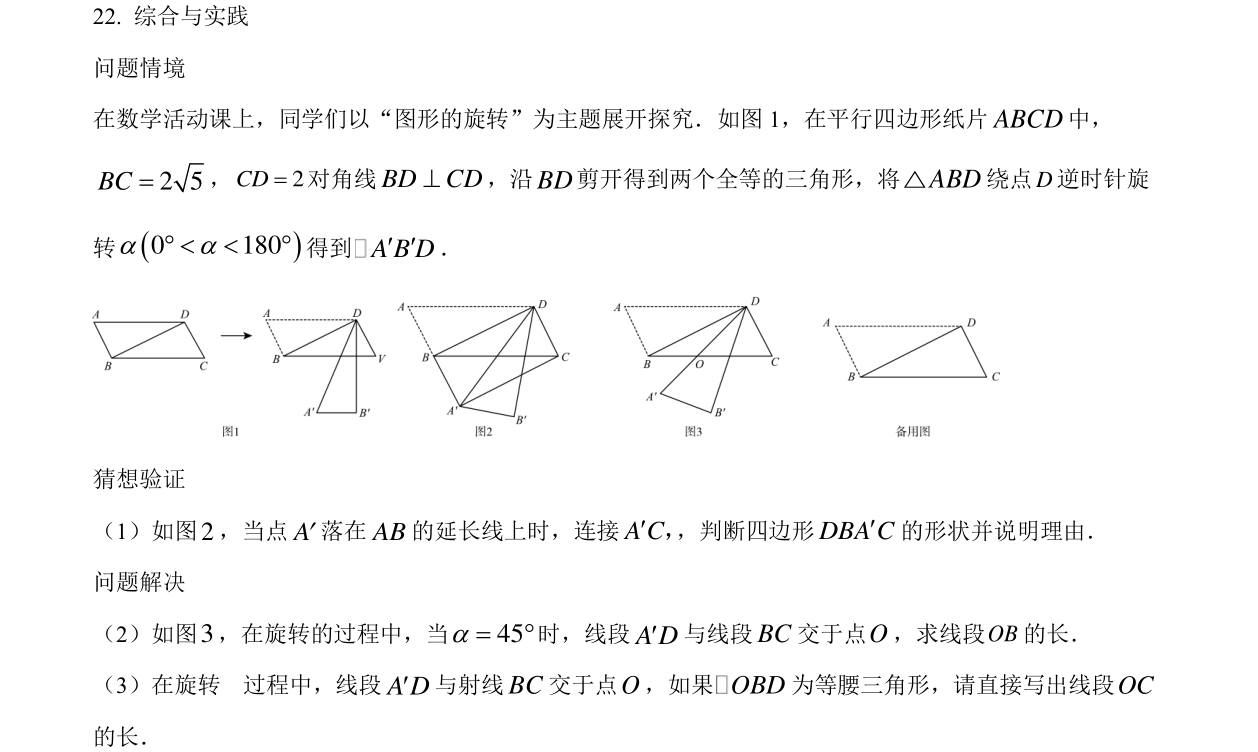 22. 综合与实践
问题情境
在数学活动课上，同学们以“图形的旋转”为主题展开探究．如图 1，在平行四边形纸片 ABCD 中，
BC = 2√5 ， CD = 2 对角线 BD ⊥ CD ，沿 BD 剪开得到两个全等的三角形，将 △ABD 绕点 D 逆时针旋
转 α(0° < α < 180°) 得到□ A′B′D ．
A D B C
A D B V A′ B′
图1
A D B C A′ B′
图2
A D B O C A′ B′
图3
A D B C
备用图
猜想验证
（1）如图 2 ，当点 A′ 落在 AB 的延长线上时，连接 A′C, ，判断四边形 DBA′C 的形状并说明理由．
问题解决
（2）如图 3 ，在旋转的过程中，当 α = 45° 时，线段 A′D 与线段 BC 交于点 O ，求线段 OB 的长．
（3）在旋转 过程中，线段 A′D 与射线 BC 交于点 O ，如果□OBD 为等腰三角形，请直接写出线段 OC
的长．